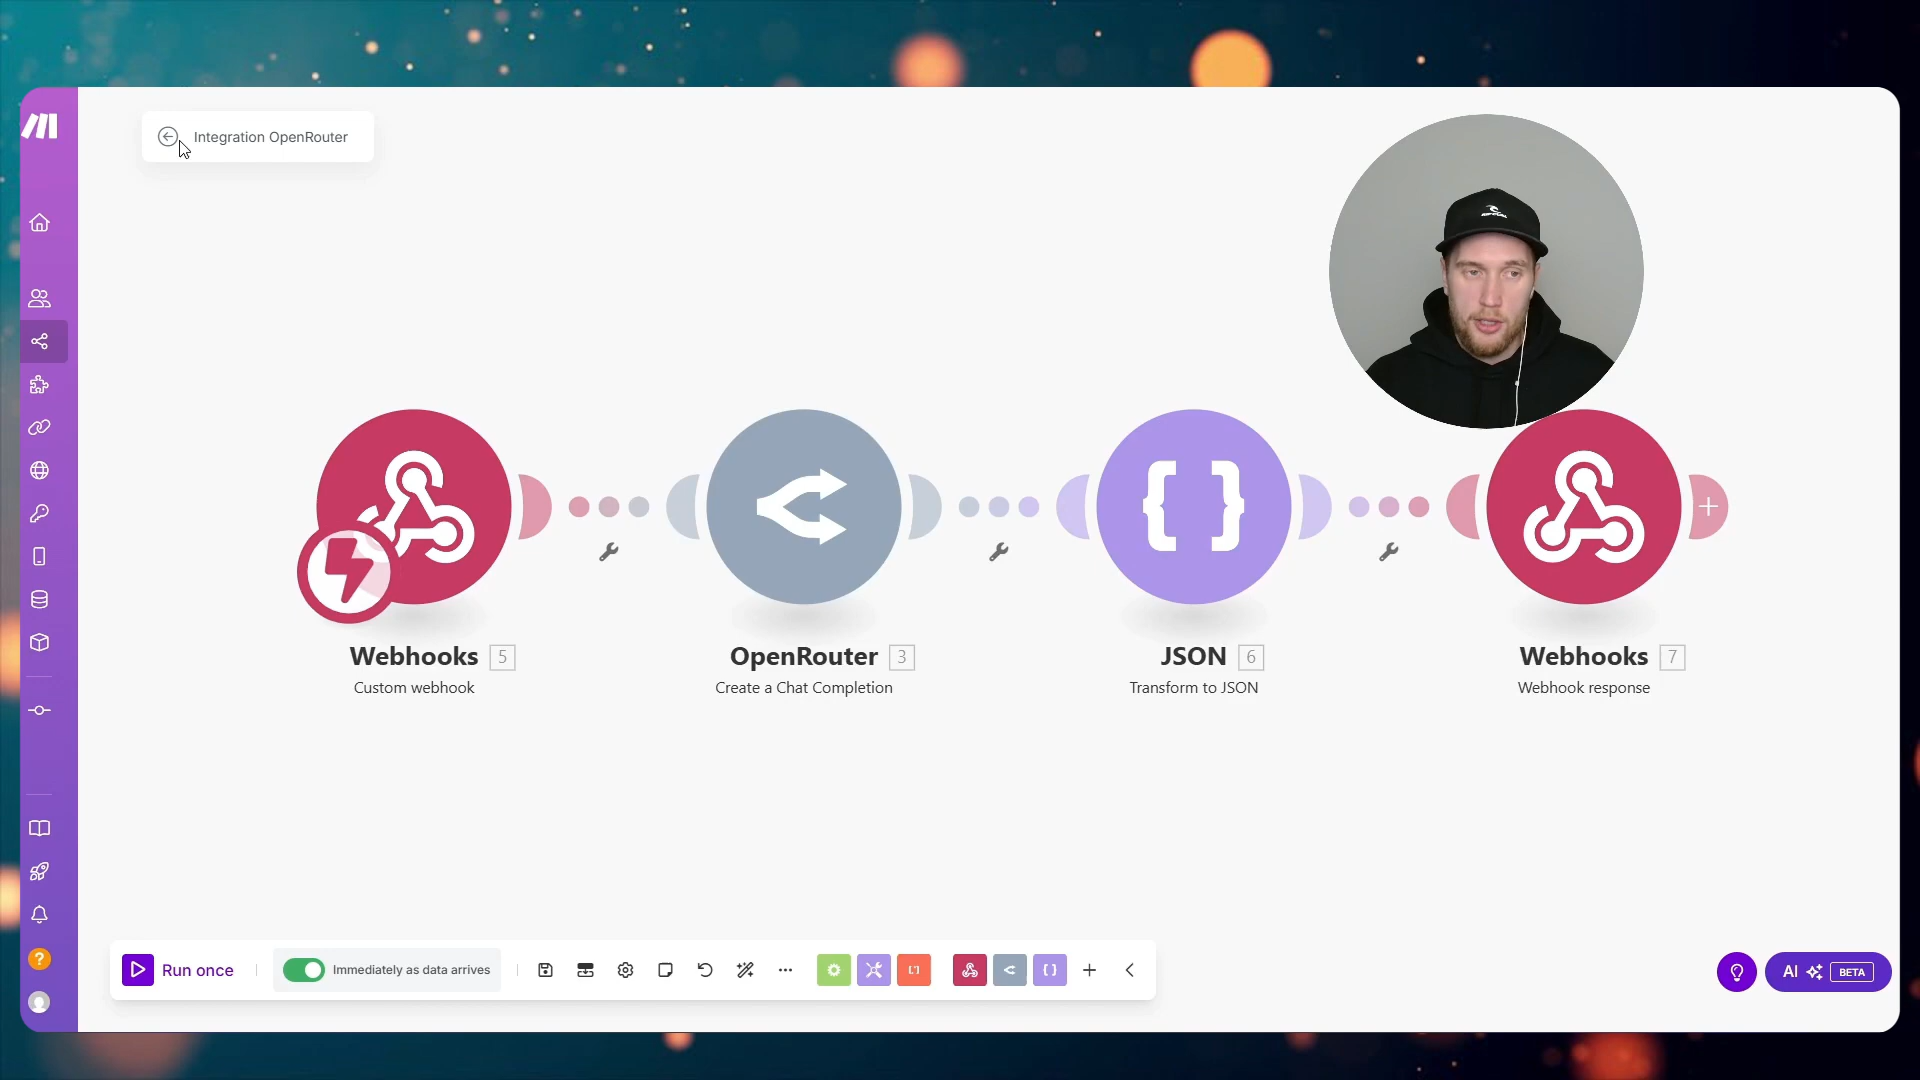 Integration OpenRouter
Webhooks 5
Custom webhook
OpenRouter 3
Create a Chat Completion
JSON 6
Transform to JSON
Webhooks 7
Webhook response
Run once
Immediately as data arrives
AI BETA